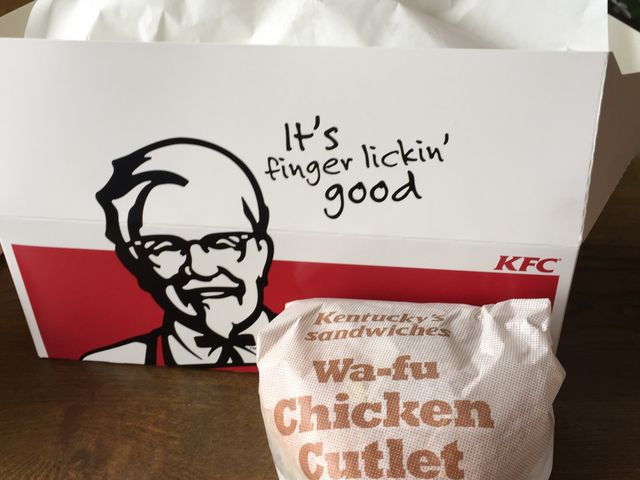 It's
finger lickin'
good
KFC
Kentucky's
sandwiches
Wa-fu
Chicken
Cutlet